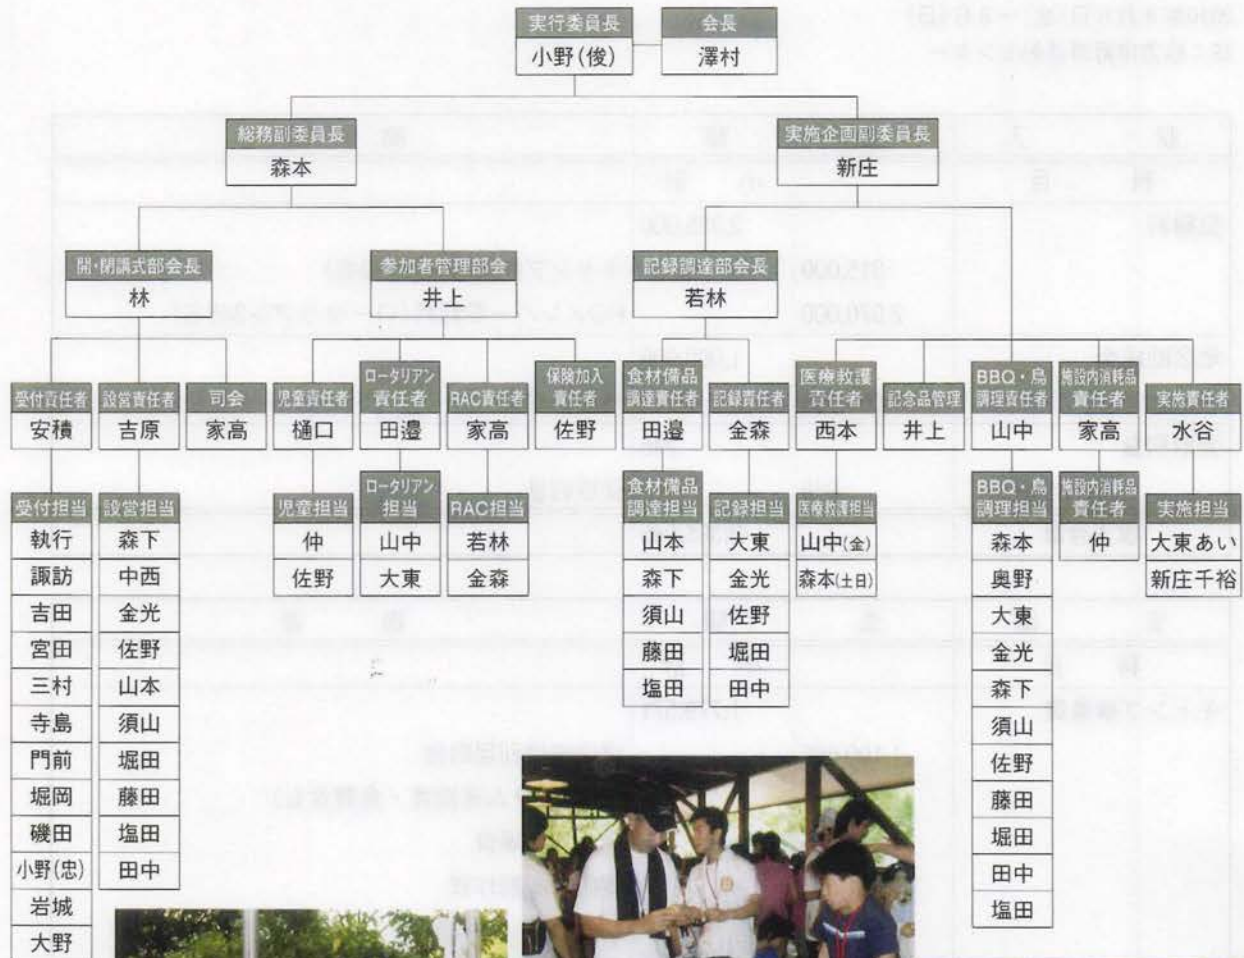 実行委員長 会長
小野(俊) 澤村
総務副委員長 実施企画副委員長
森本 新庄
開・閉講式部会長 参加者管理部会 記録調達部会長
林 井上 若林
受付責任者 設営責任者 司会 児童責任者 ロータリアン責任者 RAC責任者 保険加入責任者 食材備品調達責任者 記録責任者 医療救護責任者 記念品管理 BBQ・鳥調理責任者 施設内消耗品責任者 実施責任者
安積 吉原 家高 樋口 田邉 家高 佐野 田邉 金森 西本 井上 山中 家高 水谷
受付担当
執行
諏訪
吉田
宮田
三村
寺島
門前
堀岡
磯田
小野(忠)
岩城
大野
設営担当
森下
中西
金光
佐野
山本
須山
堀田
藤田
塩田
田中
児童担当
仲
佐野
ロータリアン
担当
山中
大東
RAC担当
若林
金森
食材備品
調達担当
山本
森下
須山
藤田
塩田
記録担当
大東
金光
佐野
堀田
田中
医療救護担当
山中(金)
森本(土日)
BBQ・鳥
調理担当
森本
奥野
大東
金光
森下
須山
佐野
藤田
堀田
田中
塩田
施設内消耗品
責任者
仲
実施担当
大東あい
新庄千裕